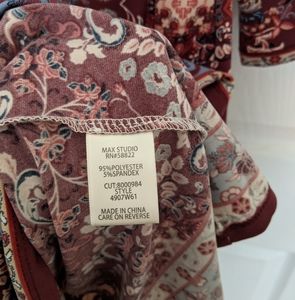 MAX STUDIO
RN#58822
95%POLYESTER
5%SPANDEX
CUT:8000984
STYLE
4907W61
MADE IN CHINA
CARE ON REVERSE